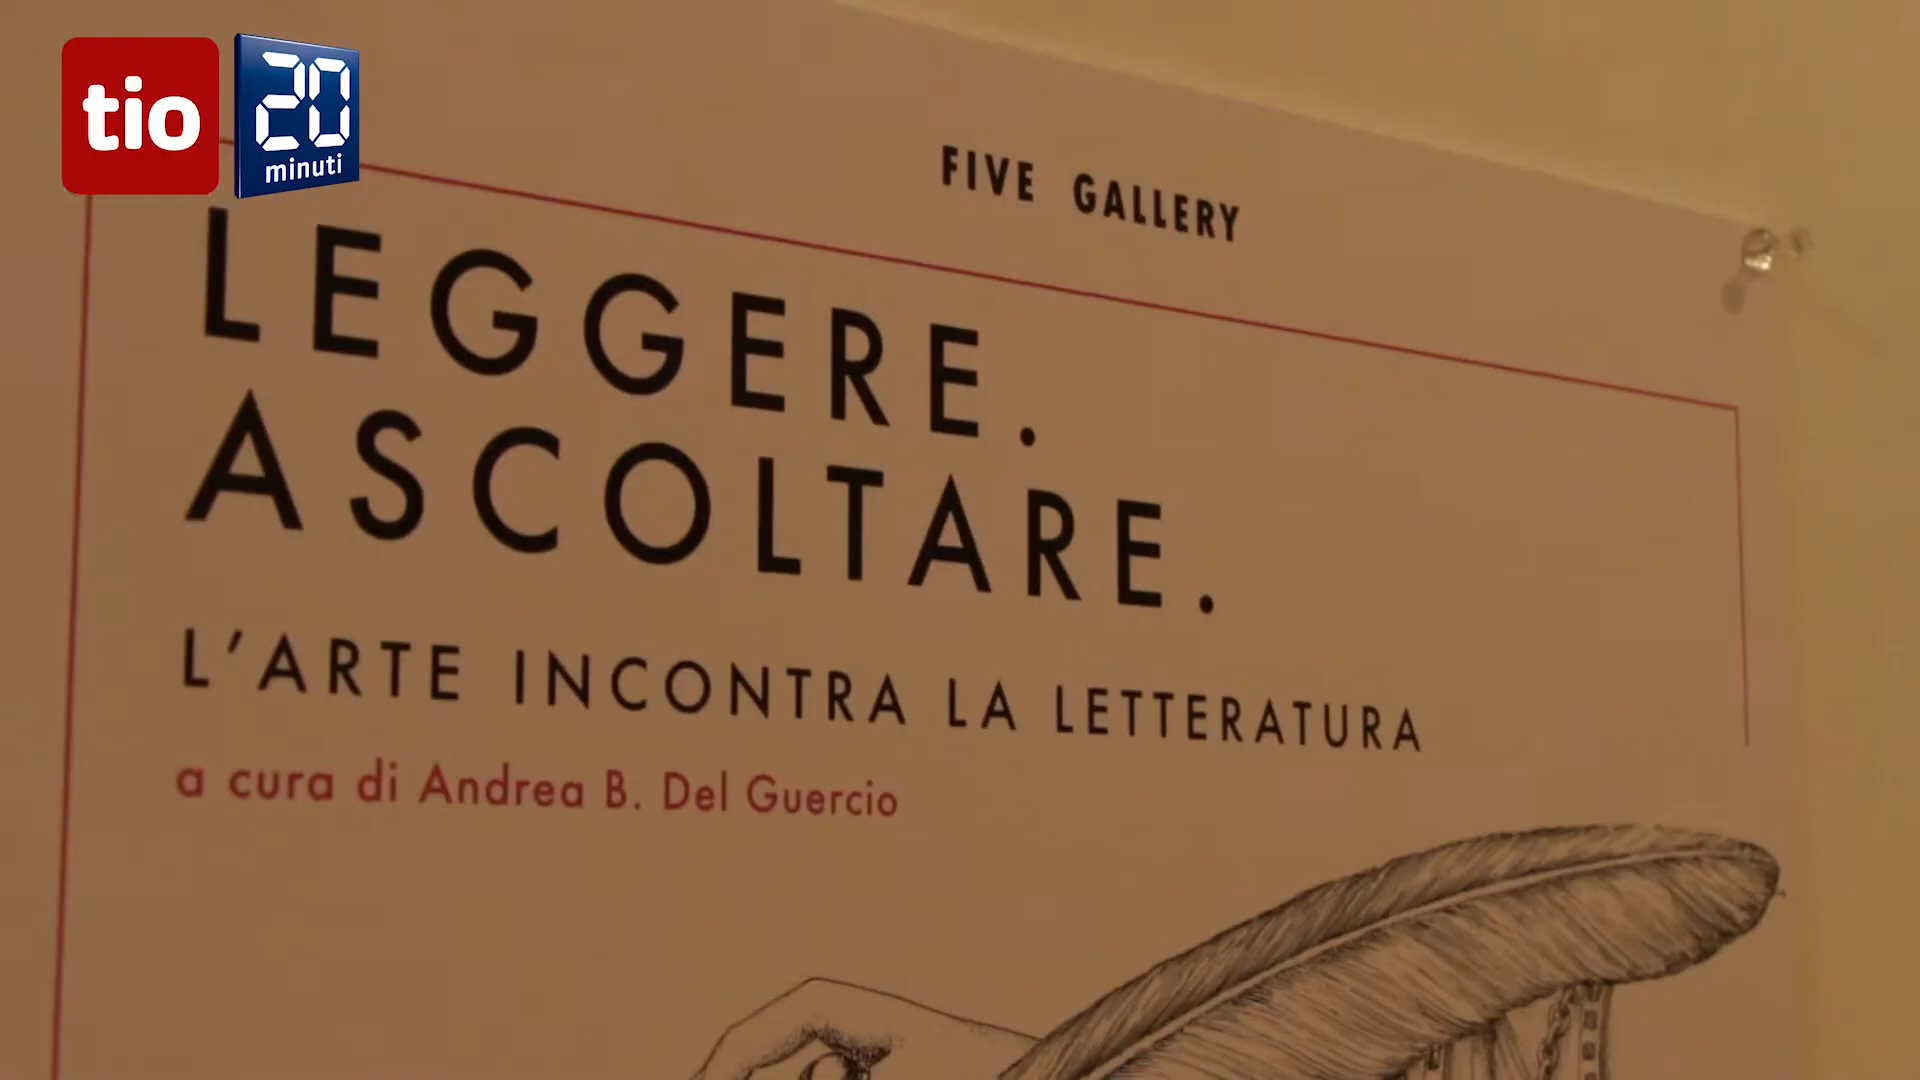 tio
20
minuti
FIVE GALLERY
LEGGERE.
ASCOLTARE.
L'ARTE INCONTRA LA LETTERATURA
a cura di Andrea B. Del Guercio